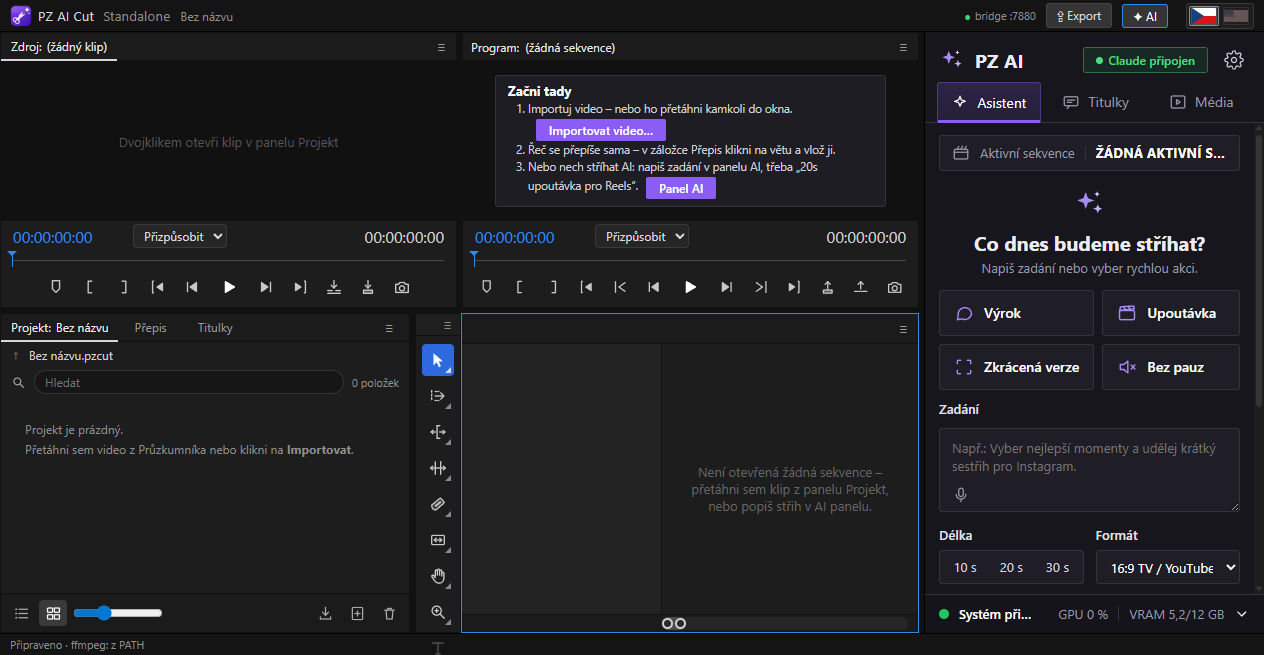 PZ AI Cut Standalone Bez názvu
bridge :7880
Export
AI
Zdroj: (žádný klip)
Dvojklikem otevři klip v panelu Projekt
00:00:00:00
Přizpůsobit
00:00:00:00
Program: (žádná sekvence)
Začni tady
1. Importuj video – nebo ho přetáhni kamkoli do okna.
Importovat video...
2. Řeč se přepíše sama – v záložce Přepis klikni na větu a vlož ji.
3. Nebo nech stříhat AI: napiš zadání v panelu AI, třeba „20s
upoutávka pro Reels“. Panel AI
00:00:00:00
Přizpůsobit
00:00:00:00
Projekt: Bez názvu
Přepis
Titulky
Bez názvu.pzcut
Hledat
0 položek
Projekt je prázdný.
Přetáhni sem video z Průzkumníka nebo klikni na Importovat.
Není otevřená žádná sekvence –
přetáhni sem klip z panelu Projekt,
nebo popiš střih v AI panelu.
PZ AI
Claude připojen
Asistent
Titulky
Média
Aktivní sekvence
ŽÁDNÁ AKTIVNÍ S...
Co dnes budeme stříhat?
Napiš zadání nebo vyber rychlou akci.
Výrok
Upoutávka
Zkrácená verze
Bez pauz
Zadání
Např.: Vyber nejlepší momenty a udělej krátký
sestřih pro Instagram.
Délka
Formát
10 s 20 s 30 s
16:9 TV / YouTube
Systém při...
GPU 0 %
VRAM 5,2/12 GB
Připraveno · ffmpeg: z PATH